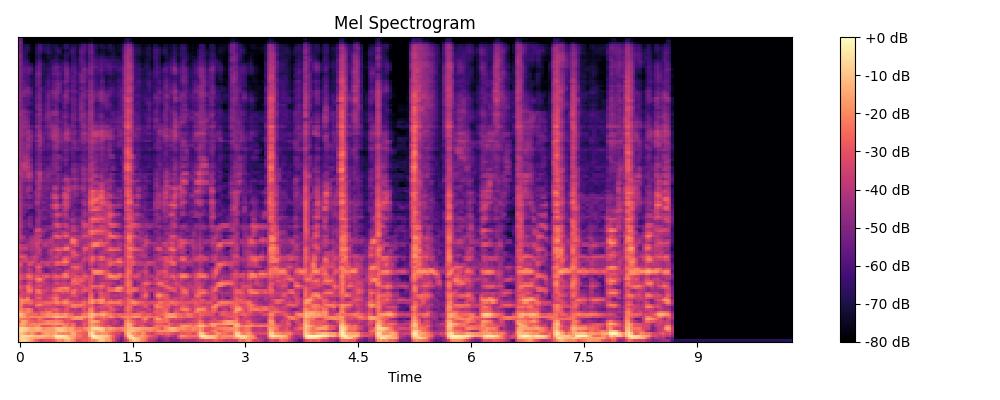 Mel Spectrogram
+0 dB
-10 dB
-20 dB
-30 dB
-40 dB
-50 dB
-60 dB
-70 dB
-80 dB
0 1.5 3 4.5 6 7.5 9
Time